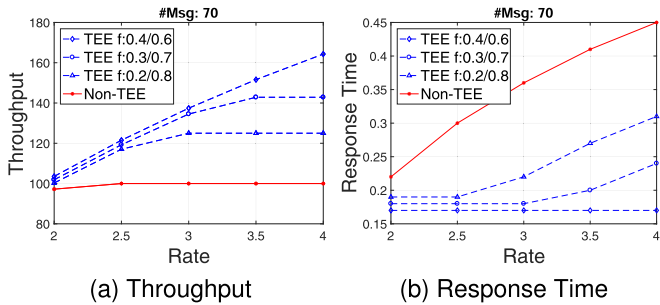 #Msg: 70
180
160
140
120
100
80
Throughput
TEE f:0.4/0.6
TEE f:0.3/0.7
TEE f:0.2/0.8
Non-TEE
2
2.5
3
3.5
4
Rate
(a) Throughput
#Msg: 70
0.45
0.4
0.35
0.3
0.25
0.2
0.15
Response Time
TEE f:0.4/0.6
TEE f:0.3/0.7
TEE f:0.2/0.8
Non-TEE
2
2.5
3
3.5
4
Rate
(b) Response Time